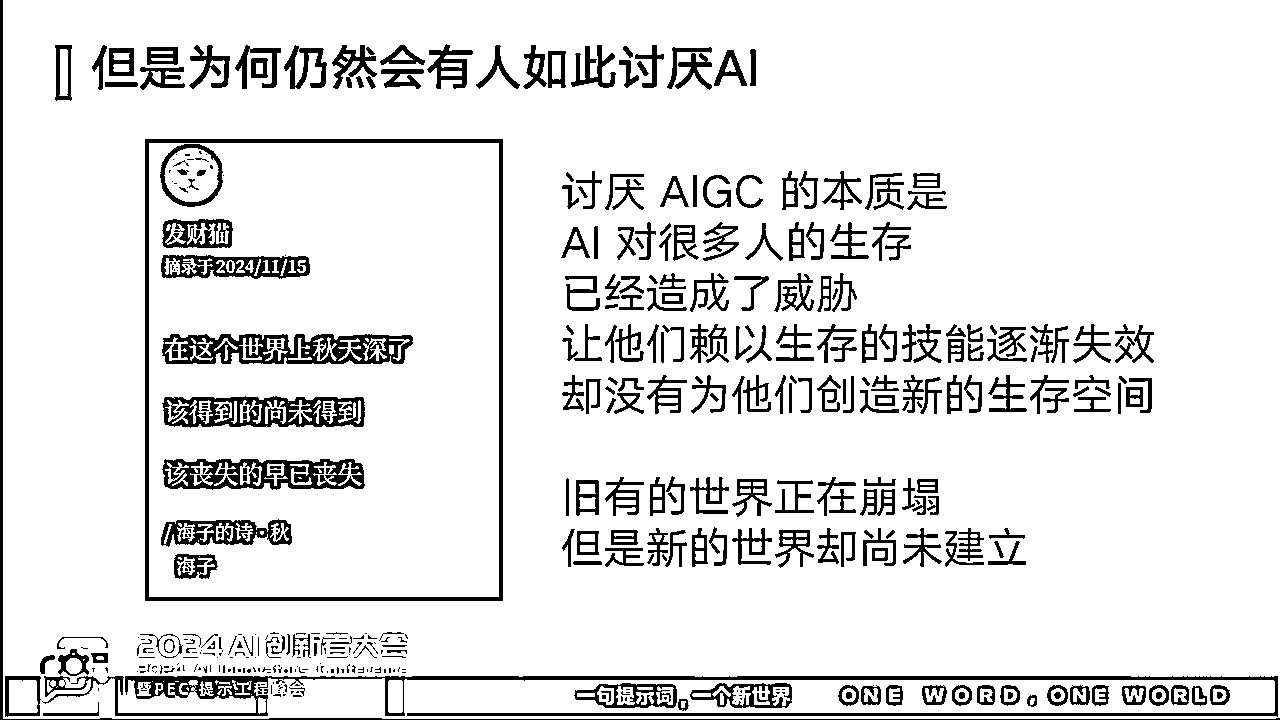 但是为何仍然会有人如此讨厌AI
发财猫
摘录于2024/11/15
在这个世界上秋天深了
该得到的尚未得到
该丧失的早已丧失
/海子的诗·秋
海子
讨厌 AIGC 的本质是
AI 对很多人的生存
已经造成了威胁
让他们赖以生存的技能逐渐失效
却没有为他们创造新的生存空间
旧有的世界正在崩塌
但是新的世界却尚未建立
2024 AI 创新者大会
2024 AI Innovators Conference
暨PEC·提示工程峰会
一句提示词，一个新世界
ONE WORD, ONE WORLD